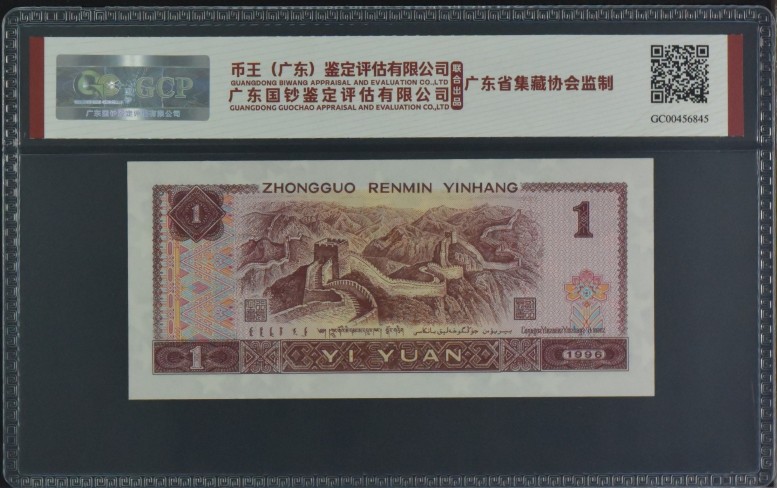 GCP
币王（广东）鉴定评估有限公司
GUANGDONG BIWANG APPRAISAL AND EVALUATION CO.,LTD
广东国钞鉴定评估有限公司
GUANGDONG GUOCHAO APPRAISAL AND EVALUATION CO.,LTD
联合出品
广东省集藏协会监制
GC00456845
ZHONGGUO RENMIN YINHANG
1
1
1
YI YUAN
1996